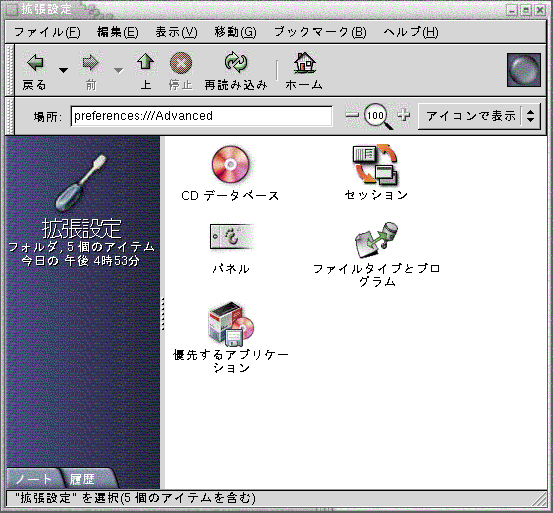 拡張設定
ファイル(F) 編集(E) 表示(V) 移動(G) ブックマーク(B) ヘルプ(H)
戻る 前 上 停止 再読み込み ホーム
場所: preferences:///Advanced 100 アイコンで表示
拡張設定
フォルダ, 5 個のアイテム
今日の 午後 4時53分
CD データベース
セッション
パネル
ファイルタイプとプロ
グラム
優先するアプリケー
ション
ノート 履歴
"拡張設定" を選択(5 個のアイテムを含む)